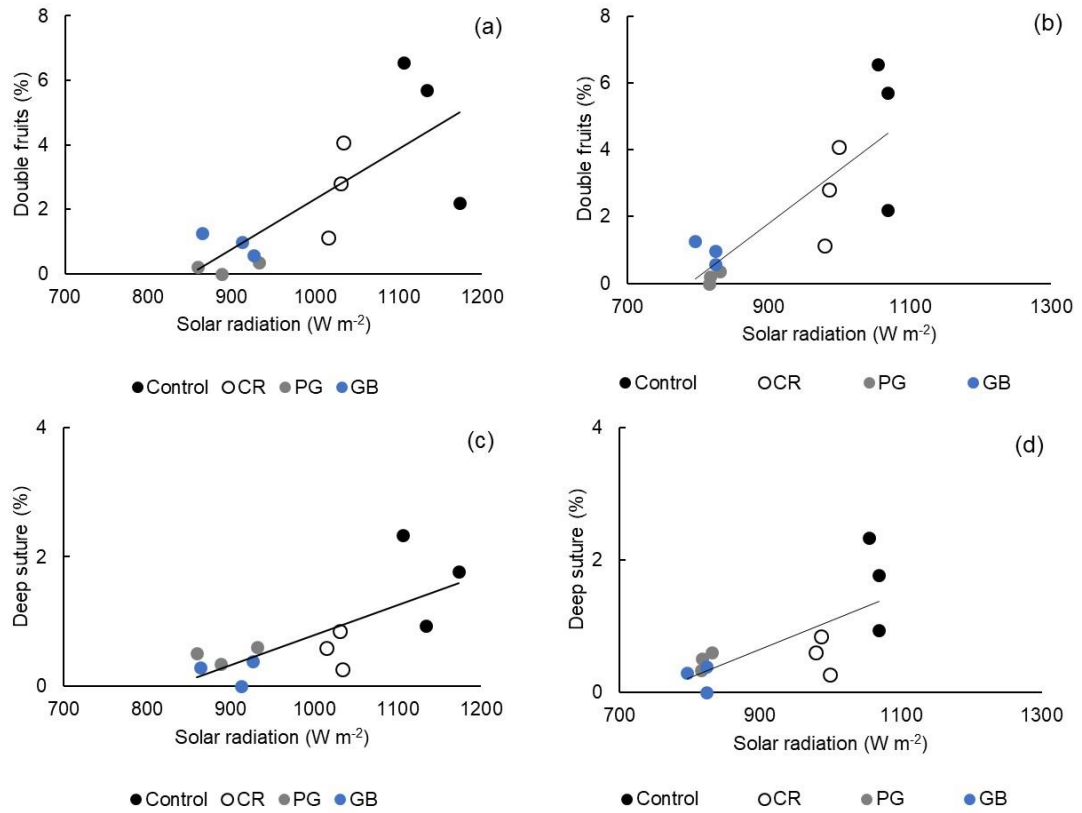 (a)
Double fruits (%)
8
6
4
2
0
700 800 900 1000 1100 1200
Solar radiation (W m-2)
Control CR PG GB
(b)
Double fruits (%)
8
6
4
2
0
700 900 1100 1300
Solar radiation (W m-2)
Control CR PG GB
(c)
Deep suture (%)
4
2
0
700 800 900 1000 1100 1200
Solar radiation (W m-2)
Control CR PG GB
(d)
Deep suture (%)
4
2
0
700 900 1100 1300
Solar radiation (W m-2)
Control CR PG GB